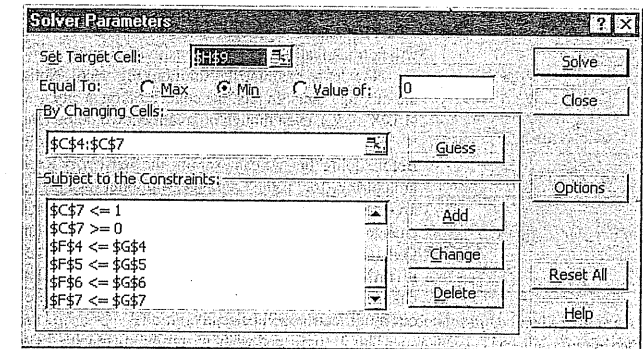 Solver Parameters ? X
Set Target Cell: $H$9 Solve
Equal To: Max Min Value of: 0 Close
By Changing Cells:
$C$4:$C$7 Guess
Subject to the Constraints: Options
$C$7 <= 1 Add
$C$7 >= 0
$F$4 <= $G$4 Change
$F$5 <= $G$5
$F$6 <= $G$6 Reset All
$F$7 <= $G$7 Delete
Help